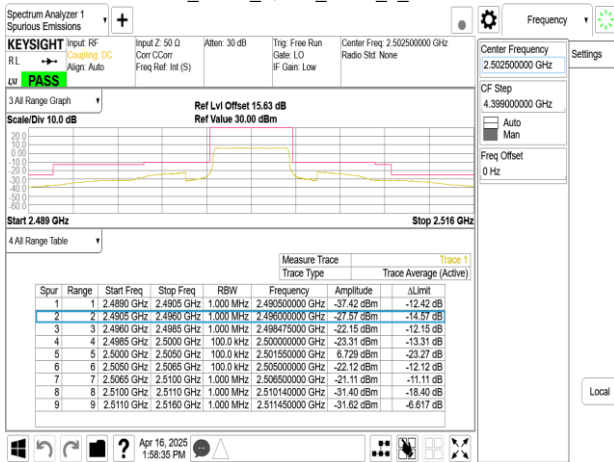 Spectrum Analyzer 1
Spurious Emissions
Frequency
Settings
KEYSIGHT
RL
PASS
Input: RF
Coupling: DC
Align: Auto
Input Z: 50 Ω
Corr CCorr
Freq Ref: Int (S)
Atten: 30 dB
Trig: Free Run
Gate: LO
IF Gain: Low
Center Freq: 2.502500000 GHz
Radio Std: None
Center Frequency
2.502500000 GHz
CF Step
4.399000000 GHz
Auto
Man
Freq Offset
0 Hz
3 All Range Graph
Scale/Div 10.0 dB
Ref Lvl Offset 15.63 dB
Ref Value 30.00 dBm
20.0
10.0
0.00
-10.0
-20.0
-30.0
-40.0
-50.0
-60.0
Start 2.489 GHz
Stop 2.516 GHz
4 All Range Table
Measure Trace Trace 1
Trace Type Trace Average (Active)
Spur Range Start Freq Stop Freq RBW Frequency Amplitude ΔLimit
1 1 2.4890 GHz 2.4905 GHz 1.000 MHz 2.490500000 GHz -37.42 dBm -12.42 dB
2 2 2.4905 GHz 2.4960 GHz 1.000 MHz 2.496000000 GHz -27.57 dBm -14.57 dB
3 3 2.4960 GHz 2.4985 GHz 1.000 MHz 2.498475000 GHz -22.15 dBm -12.15 dB
4 4 2.4985 GHz 2.5000 GHz 100.0 kHz 2.500000000 GHz -23.31 dBm -13.31 dB
5 5 2.5000 GHz 2.5050 GHz 100.0 kHz 2.501550000 GHz 6.729 dBm -23.27 dB
6 6 2.5050 GHz 2.5065 GHz 100.0 kHz 2.505000000 GHz -22.12 dBm -12.12 dB
7 7 2.5065 GHz 2.5100 GHz 1.000 MHz 2.506500000 GHz -21.11 dBm -11.11 dB
8 8 2.5100 GHz 2.5110 GHz 1.000 MHz 2.510140000 GHz -31.40 dBm -18.40 dB
9 9 2.5110 GHz 2.5160 GHz 1.000 MHz 2.511450000 GHz -31.62 dBm -6.617 dB
Local
Apr 16, 2025
1:58:35 PM